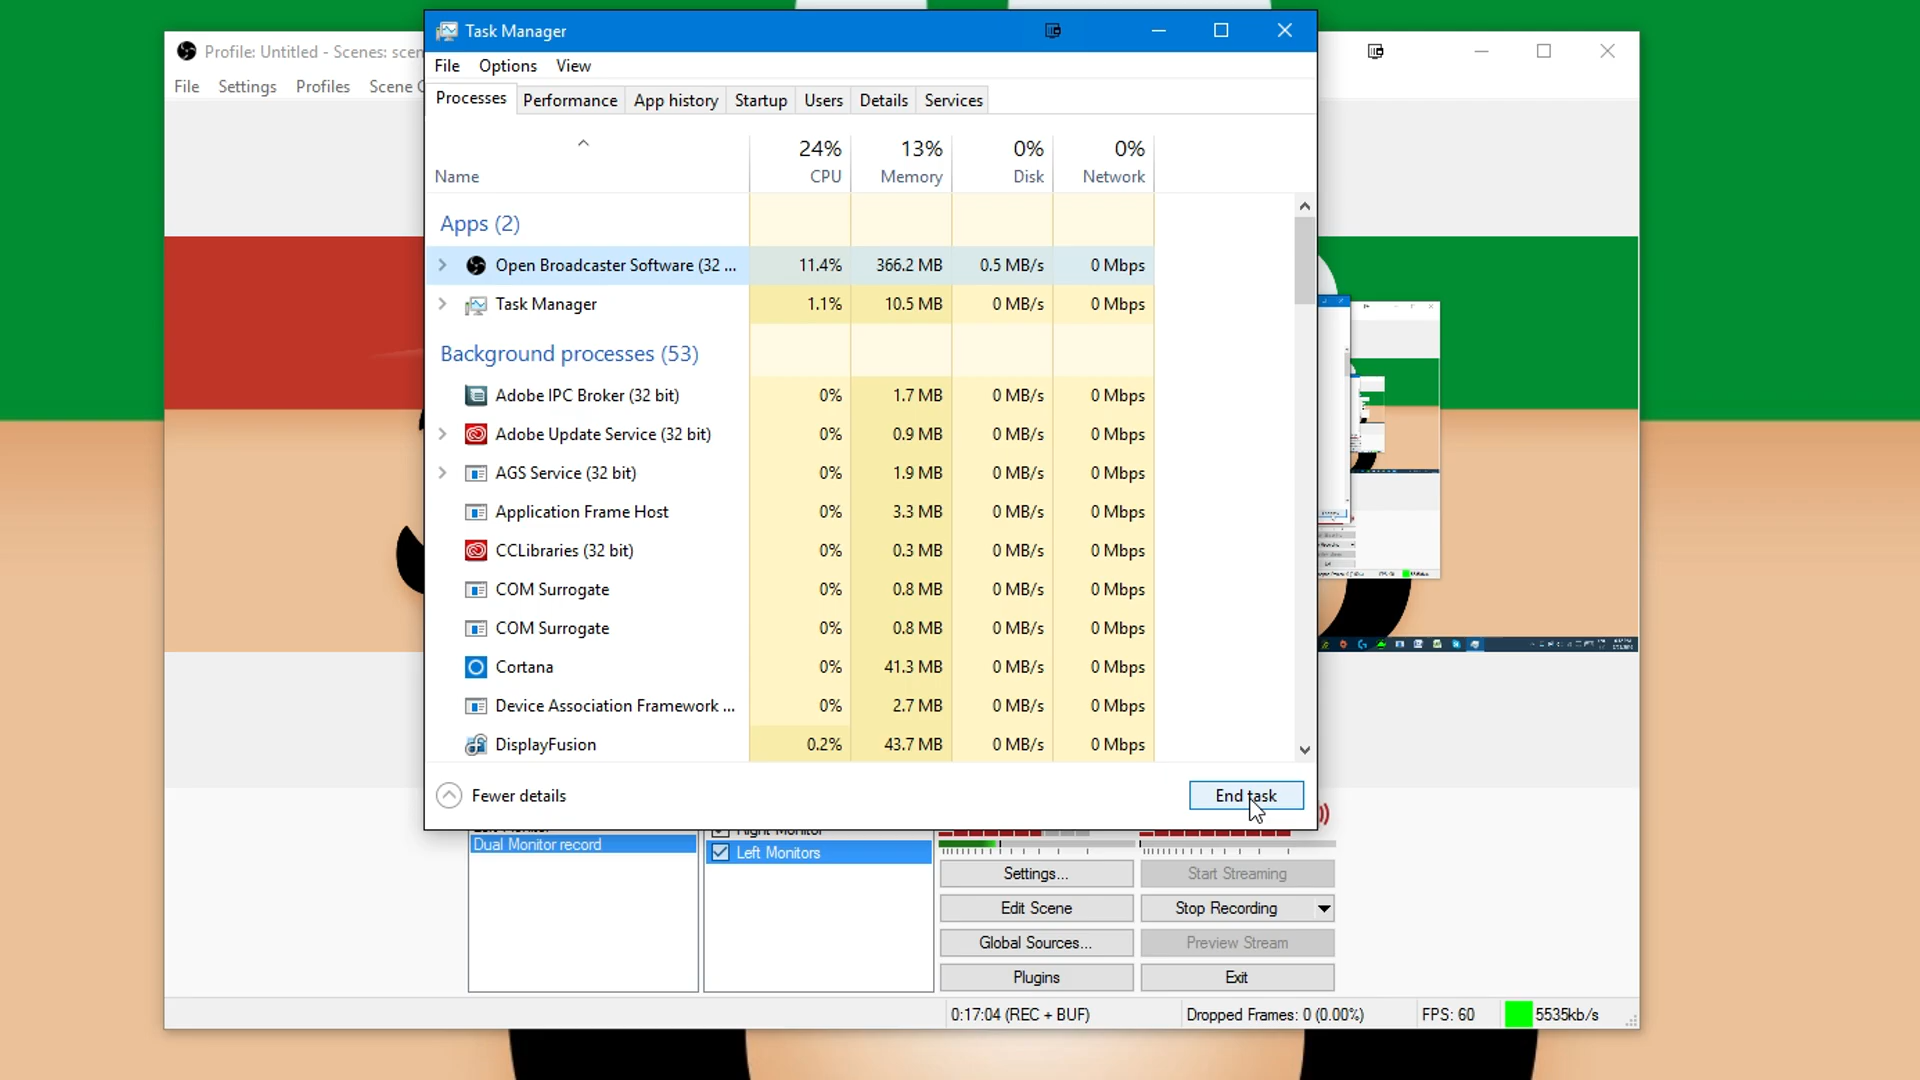 Profile: Untitled - Scenes: scen
File Settings Profiles Scene C
Task Manager
File Options View
Processes Performance App history Startup Users Details Services
24% 13% 0% 0%
Name CPU Memory Disk Network
Apps (2)
Open Broadcaster Software (32 ... 11.4% 366.2 MB 0.5 MB/s 0 Mbps
Task Manager 1.1% 10.5 MB 0 MB/s 0 Mbps
Background processes (53)
Adobe IPC Broker (32 bit) 0% 1.7 MB 0 MB/s 0 Mbps
Adobe Update Service (32 bit) 0% 0.9 MB 0 MB/s 0 Mbps
AGS Service (32 bit) 0% 1.9 MB 0 MB/s 0 Mbps
Application Frame Host 0% 3.3 MB 0 MB/s 0 Mbps
CCLibraries (32 bit) 0% 0.3 MB 0 MB/s 0 Mbps
COM Surrogate 0% 0.8 MB 0 MB/s 0 Mbps
COM Surrogate 0% 0.8 MB 0 MB/s 0 Mbps
Cortana 0% 41.3 MB 0 MB/s 0 Mbps
Device Association Framework ... 0% 2.7 MB 0 MB/s 0 Mbps
DisplayFusion 0.2% 43.7 MB 0 MB/s 0 Mbps
Fewer details End task
Right Monitor
Dual Monitor record Left Monitors
Settings... Start Streaming
Edit Scene Stop Recording
Global Sources... Preview Stream
Plugins Exit
0:17:04 (REC + BUF) Dropped Frames: 0 (0.00%) FPS: 60 5535kb/s